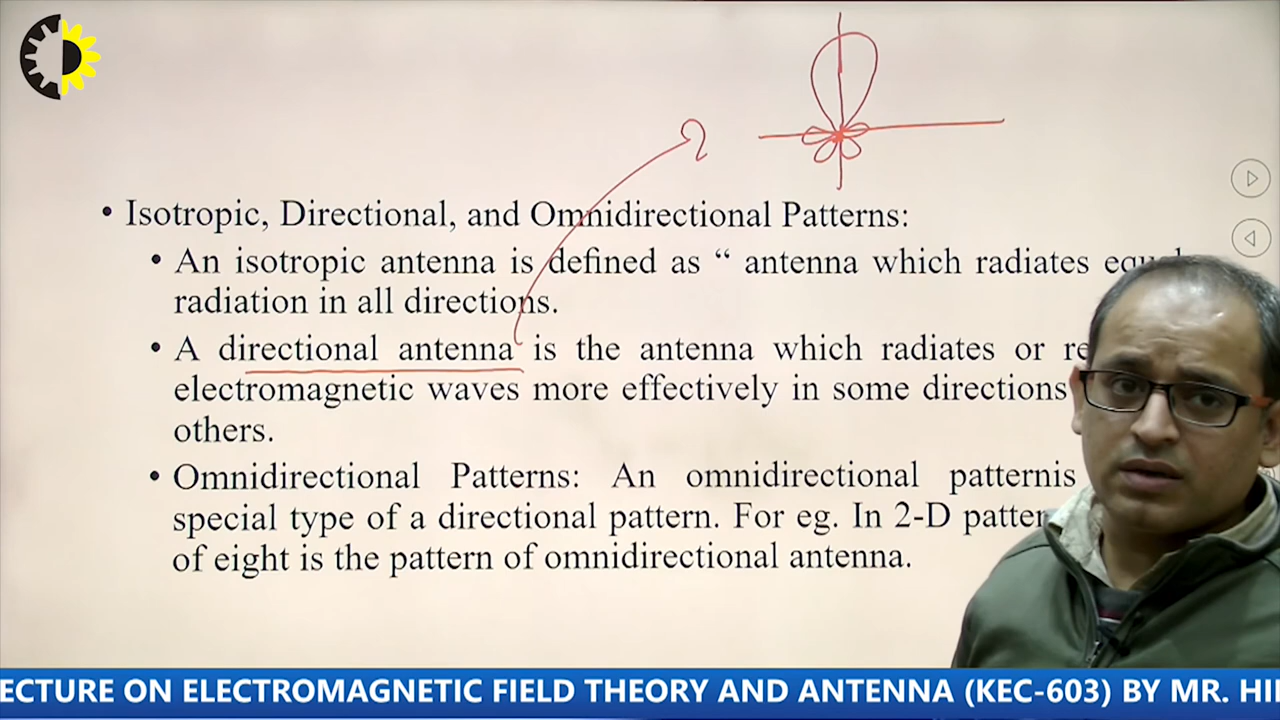 • Isotropic, Directional, and Omnidirectional Patterns:
• An isotropic antenna is defined as “ antenna which radiates
radiation in all directions.
• A directional antenna is the antenna which radiates or
electromagnetic waves more effectively in some directions
others.
• Omnidirectional Patterns: An omnidirectional patternis
special type of a directional pattern. For eg. In 2-D
of eight is the pattern of omnidirectional antenna.
ECTURE ON ELECTROMAGNETIC FIELD THEORY AND ANTENNA (KEC-603) BY MR. HI